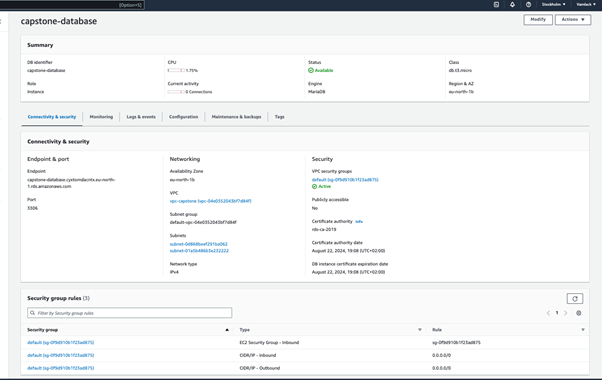 [Option+S]
Stockholm
Vamlack
capstone-database
Modify
Actions
Summary
DB identifier
capstone-database
CPU
1.75%
Status
Available
Class
db.t3.micro
Role
Instance
Current activity
0 Connections
Engine
MariaDB
Region & AZ
eu-north-1b
Connectivity & security
Monitoring
Logs & events
Configuration
Maintenance & backups
Tags
Connectivity & security
Endpoint & port
Endpoint
capstone-database.cyxtomdacntx.eu-north-
1.rds.amazonaws.com
Port
3306
Networking
Availability Zone
eu-north-1b
VPC
vpc-capstone (vpc-04e0352043bf7d84f)
Subnet group
default-vpc-04e0352043bf7d84f
Subnets
subnet-0d868beef251ba062
subnet-01a5648663e232222
Network type
IPv4
Security
VPC security groups
default (sg-0f9d910b1f23ad875)
Active
Publicly accessible
No
Certificate authority Info
rds-ca-2019
Certificate authority date
August 22, 2024, 19:08 (UTC+02:00)
DB instance certificate expiration date
August 22, 2024, 19:08 (UTC+02:00)
Security group rules (3)
Filter by Security group rules
1
Security group
Type
Rule
default (sg-0f9d910b1f23ad875)
EC2 Security Group - Inbound
sg-0f9d910b1f23ad875
default (sg-0f9d910b1f23ad875)
CIDR/IP - Inbound
0.0.0.0/0
default (sg-0f9d910b1f23ad875)
CIDR/IP - Outbound
0.0.0.0/0